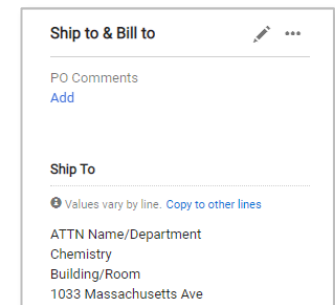 Ship to & Bill to
PO Comments
Add
Ship To
Values vary by line. Copy to other lines
ATTN Name/Department
Chemistry
Building/Room
1033 Massachusetts Ave